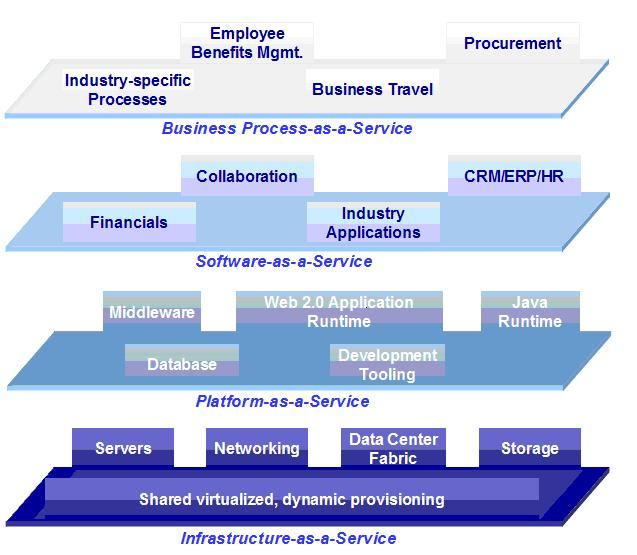 Employee
Benefits Mgmt.
Procurement
Industry-specific
Processes
Business Travel
Business Process-as-a-Service
Collaboration
CRM/ERP/HR
Financials
Industry
Applications
Software-as-a-Service
Middleware
Web 2.0 Application
Runtime
Java
Runtime
Database
Development
Tooling
Platform-as-a-Service
Servers
Networking
Data Center
Fabric
Storage
Shared virtualized, dynamic provisioning
Infrastructure-as-a-Service